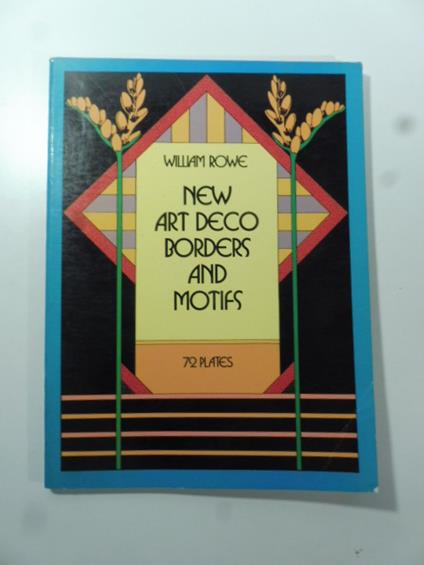 WILLIAM ROWE
NEW
ART DECO
BORDERS
AND
MOTIFS
72 PLATES